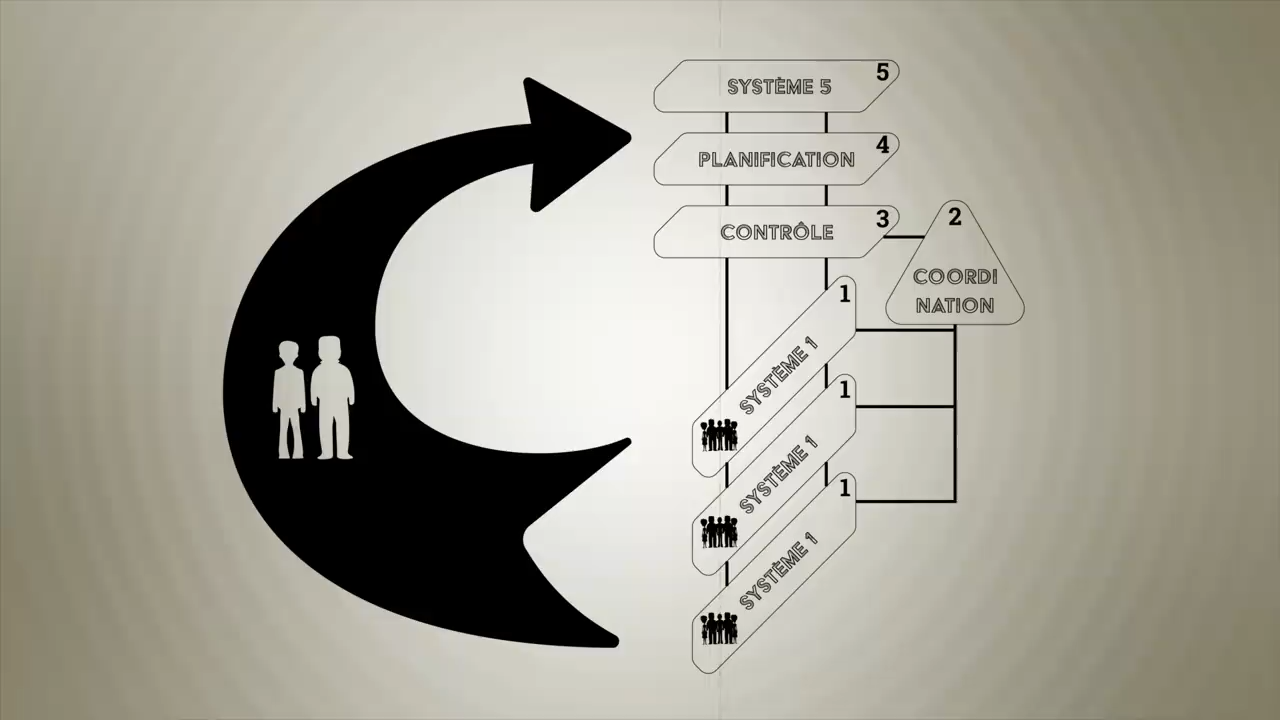 SYSTÈME 5 5
PLANIFICATION 4
CONTRÔLE 3
2
COORDI
NATION
1
SYSTÈME 1
1
SYSTÈME 1
1
SYSTÈME 1